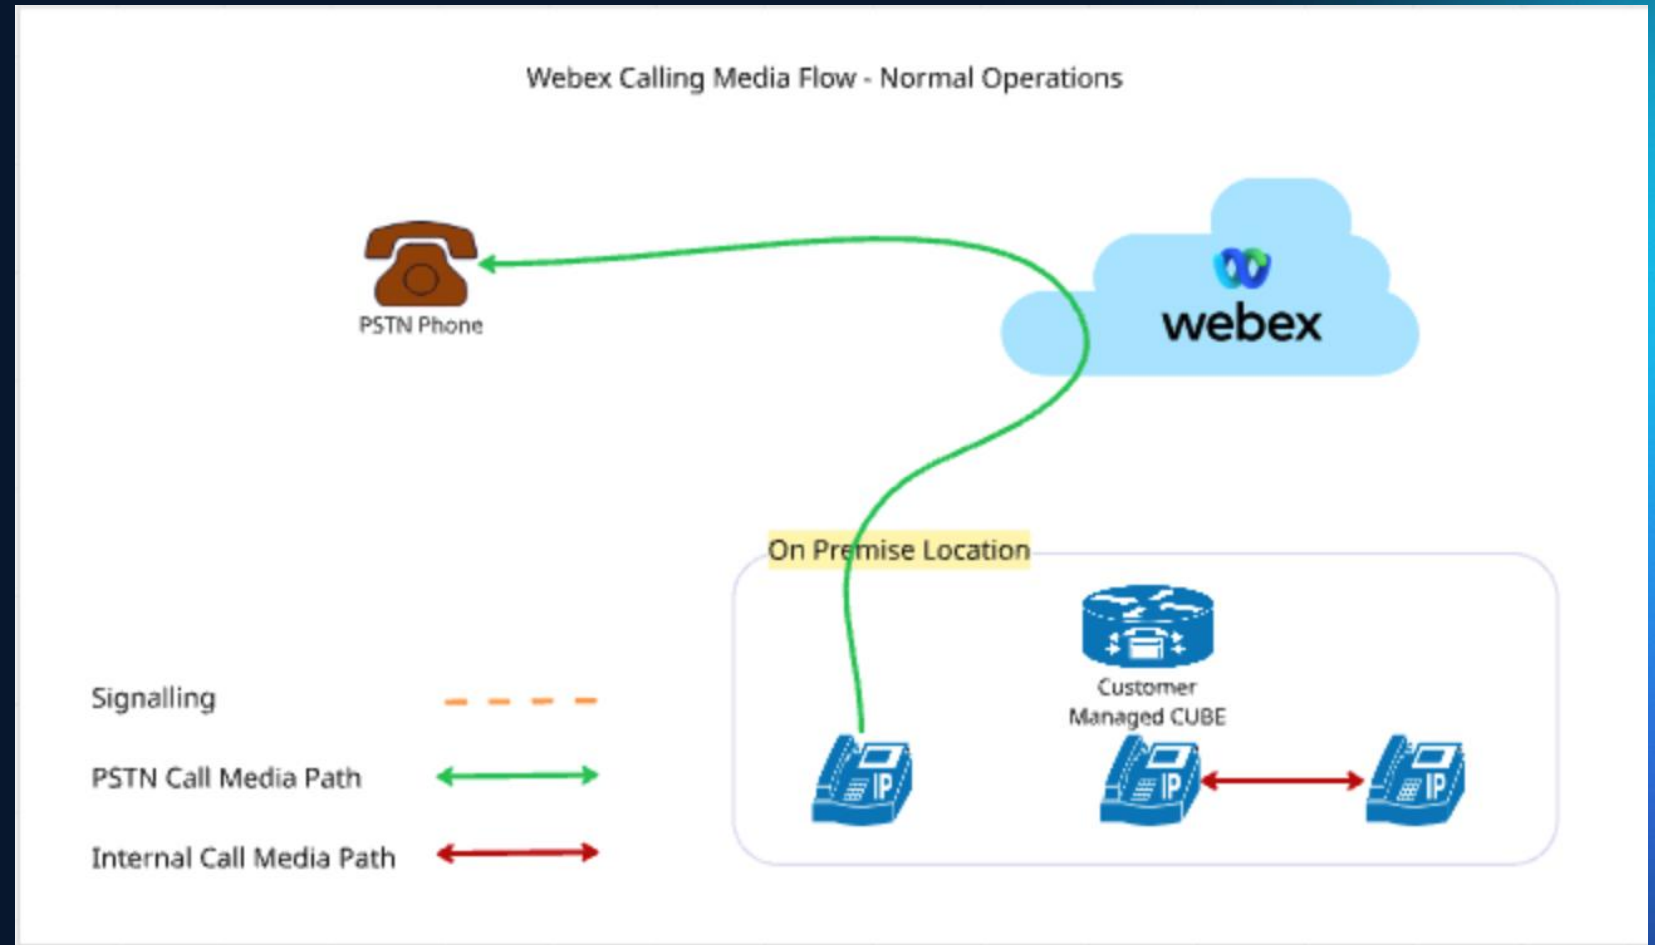 Webex Calling Media Flow - Normal Operations
webex
PSTN Phone
On Premise Location
Customer
Managed CUBE
Signalling
PSTN Call Media Path
Internal Call Media Path
IP
IP
IP